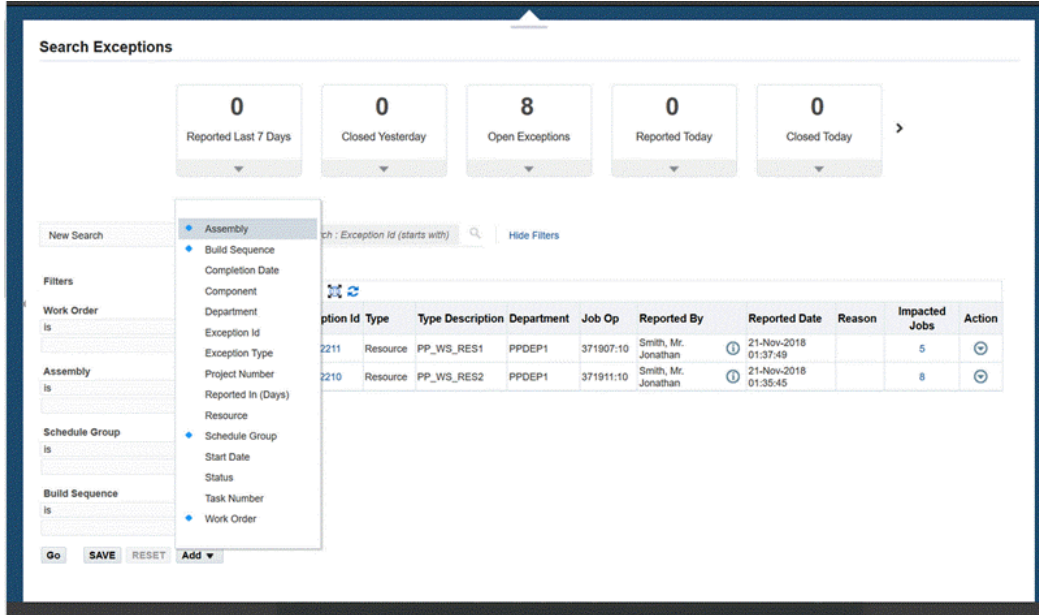 Search Exceptions
0
Reported Last 7 Days
0
Closed Yesterday
8
Open Exceptions
0
Reported Today
0
Closed Today
New Search
ch : Exception Id (starts with)
Hide Filters
Assembly
Build Sequence
Completion Date
Component
Department
Exception Id
Exception Type
Project Number
Reported In (Days)
Resource
Schedule Group
Start Date
Status
Task Number
Work Order
Filters
Work Order
is
Assembly
is
Schedule Group
is
Build Sequence
is
Go SAVE RESET Add
ption Id Type Type Description Department Job Op Reported By Reported Date Reason Impacted Jobs Action
2211 Resource PP_WS_RES1 PPDEP1 371907:10 Smith, Mr. Jonathan 21-Nov-2018 01:37:49 5
2210 Resource PP_WS_RES2 PPDEP1 371911:10 Smith, Mr. Jonathan 21-Nov-2018 01:35:45 8